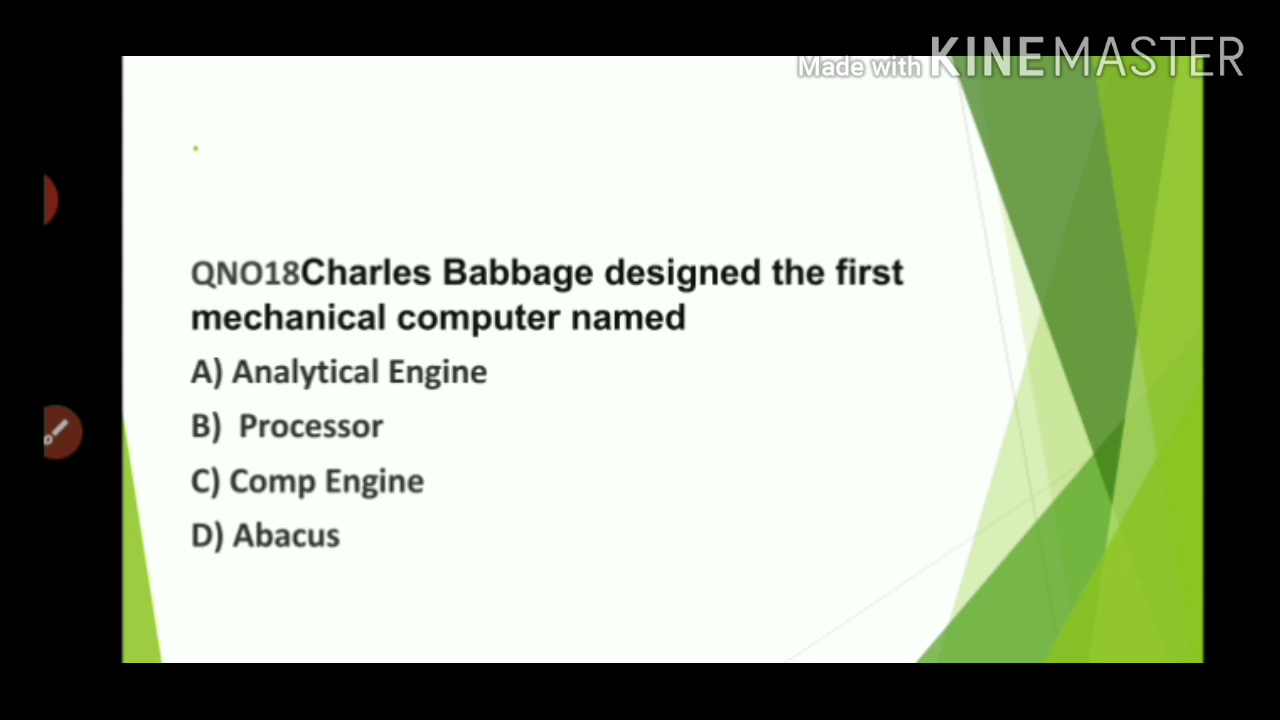 Made with KINEMASTER
QNO18Charles Babbage designed the first
mechanical computer named
A) Analytical Engine
B) Processor
C) Comp Engine
D) Abacus